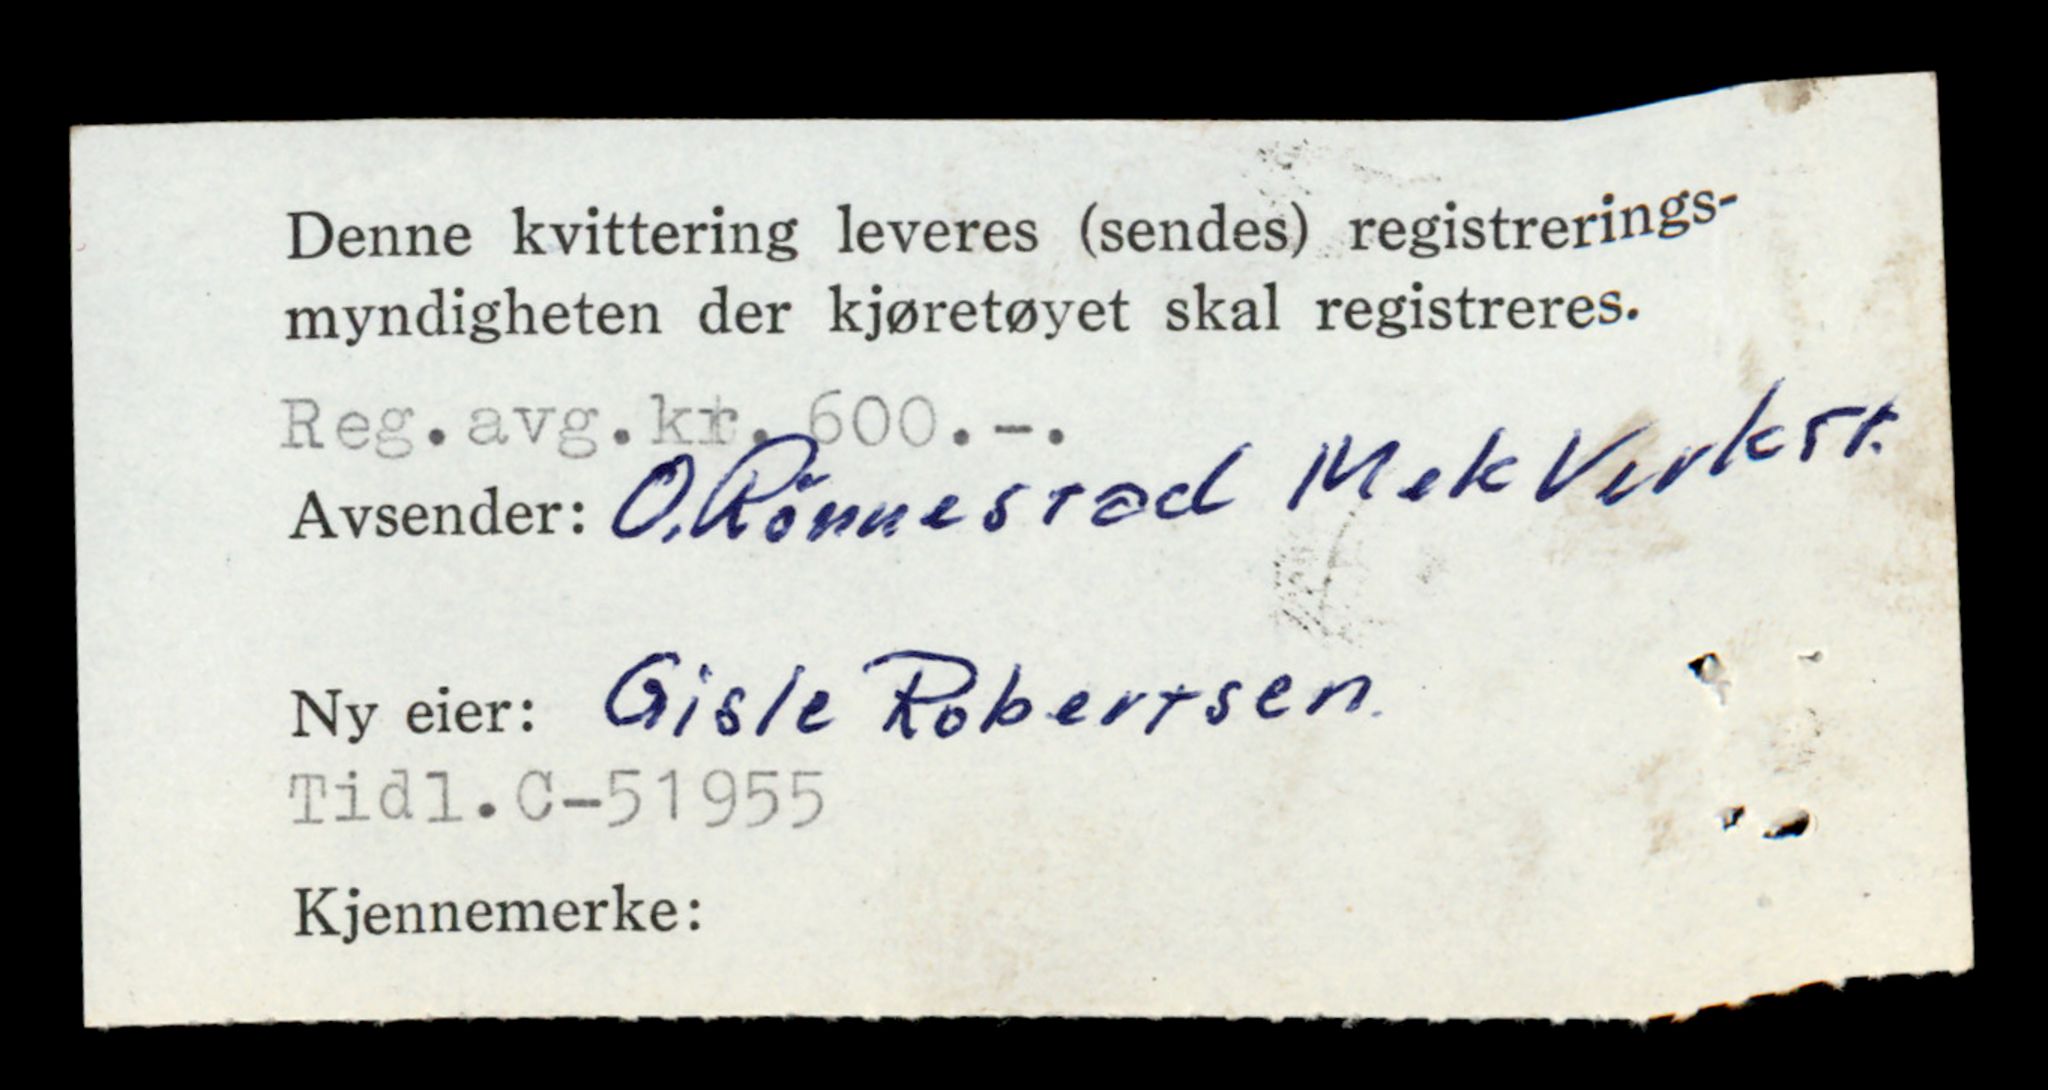 Denne kvittering leveres (sendes) registrerings-
myndigheten der kjøretøyet skal registreres.
Reg.avg.kr. 600.-.
Avsender: O. Rönnestad Mek Verkst.
Ny eier: Gisle Robertsen.
Tidl.C-51955
Kjennemerke: